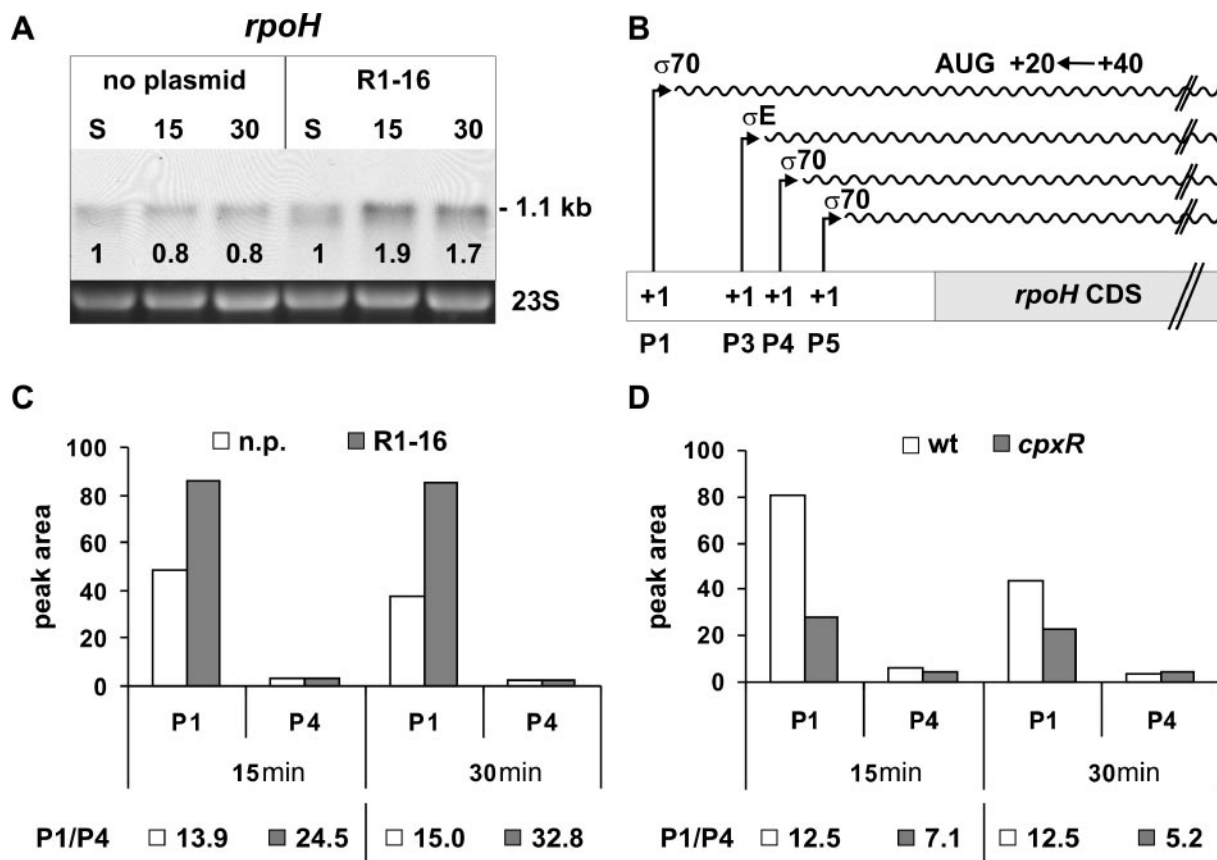 A
rpoH
no plasmid R1-16
S 15 30 S 15 30
- 1.1 kb
1 0.8 0.8 1 1.9 1.7
23S
B
σ70 AUG +20 +40
σE
σ70
σ70
+1 +1 +1 +1 rpoH CDS
P1 P3 P4 P5
C
n.p. R1-16
100
80
60
40
20
0
peak area
P1 P4 P1 P4
15min 30min
P1/P4 13.9 24.5 15.0 32.8
D
wt cpxR
100
80
60
40
20
0
peak area
P1 P4 P1 P4
15min 30min
P1/P4 12.5 7.1 12.5 5.2